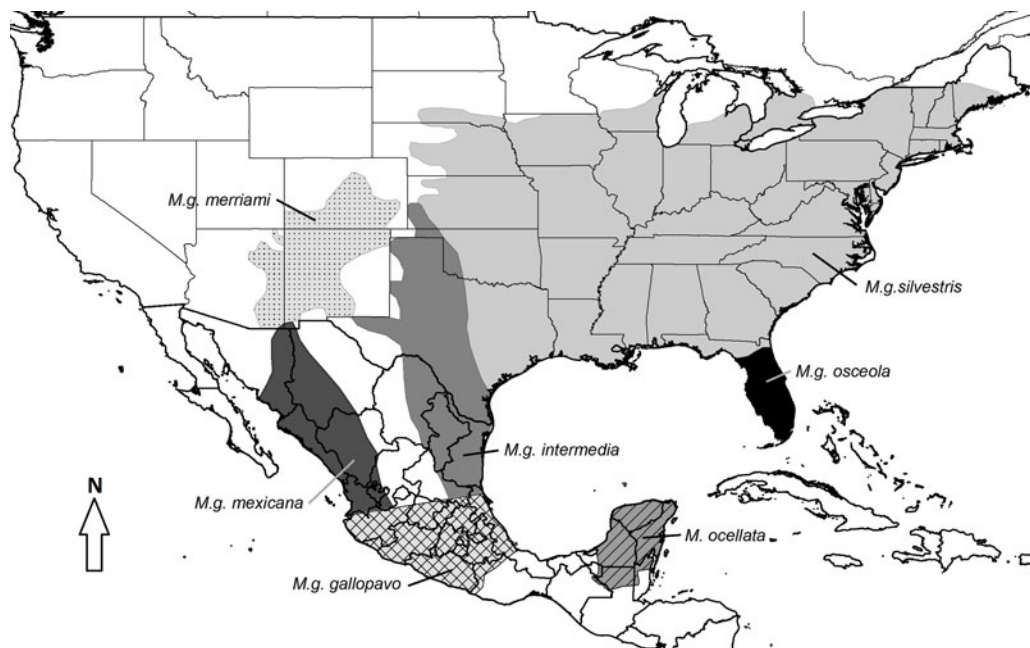 M.g. merriami
M.g.silvestris
M.g. osceola
M.g. intermedia
N
M.g. mexicana
M. ocellata
M.g. gallopavo